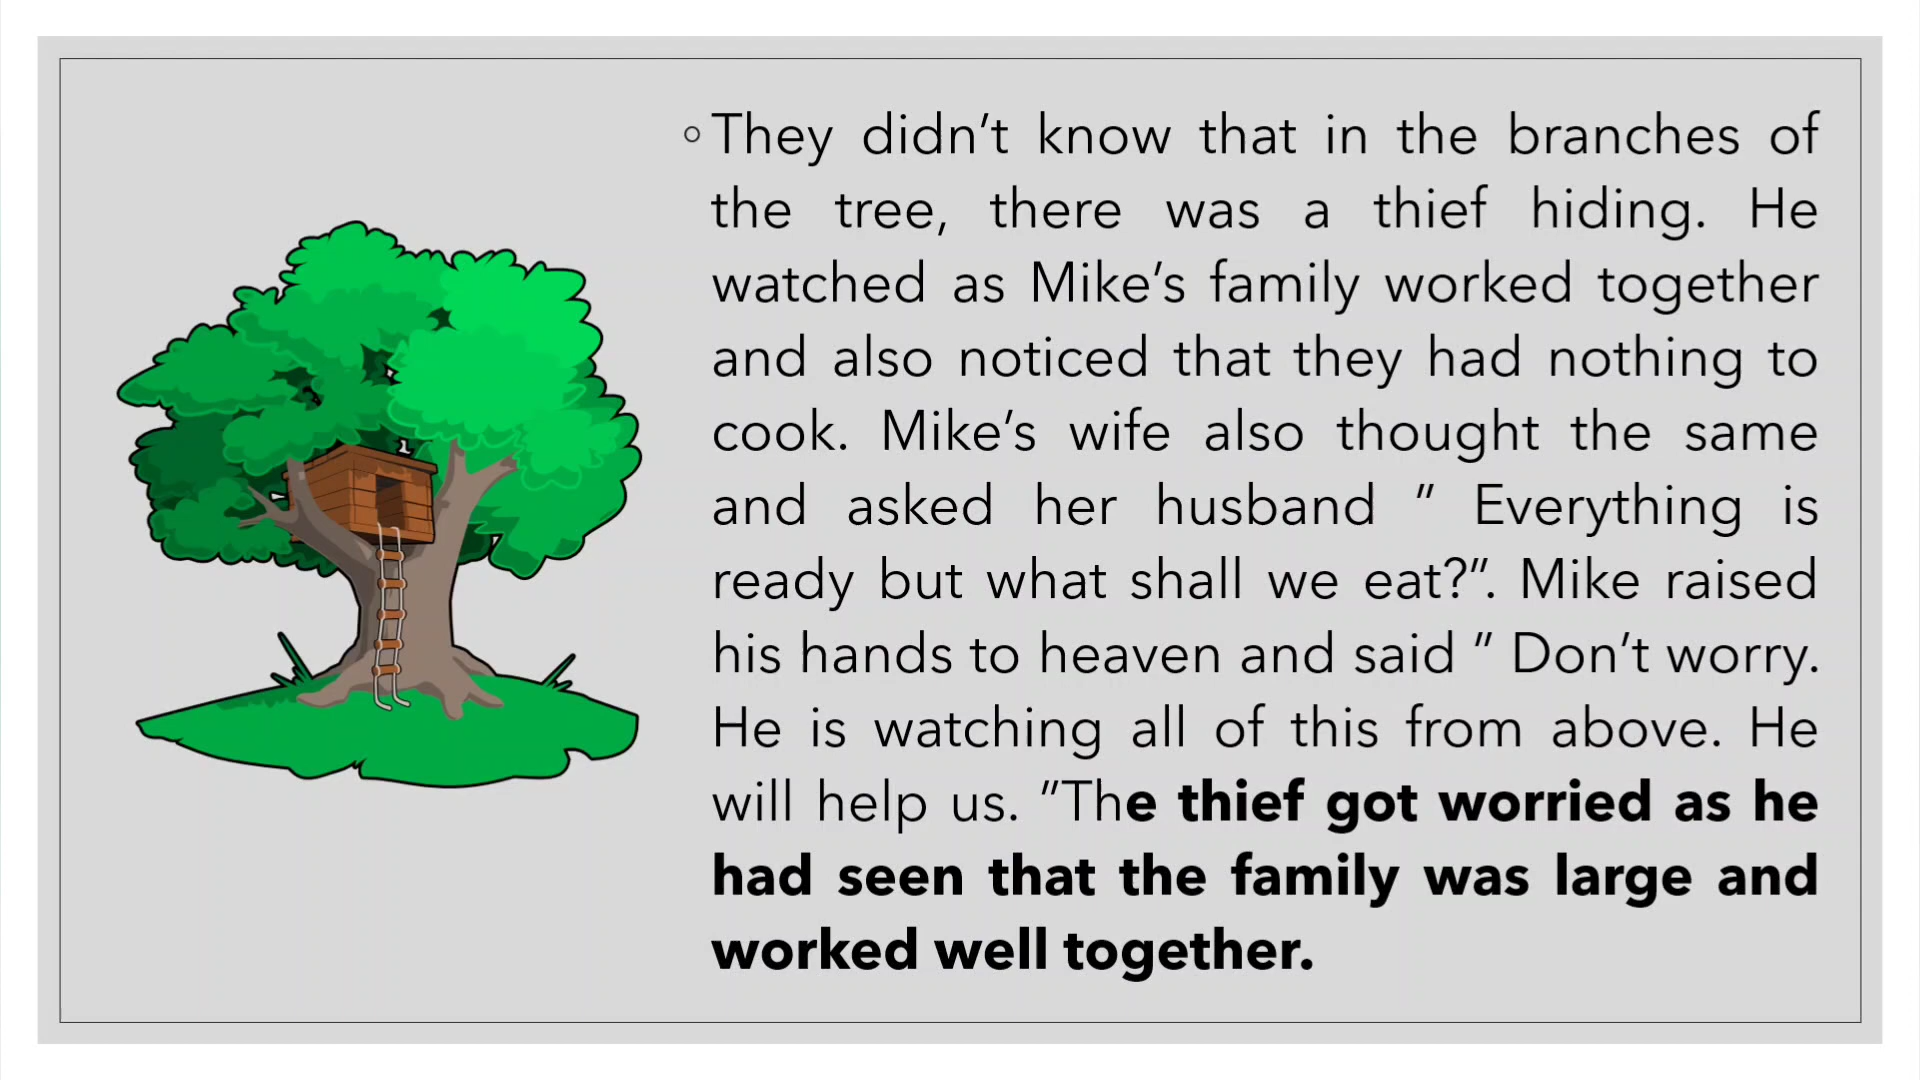 ◦They didn’t know that in the branches of
the tree, there was a thief hiding. He
watched as Mike’s family worked together
and also noticed that they had nothing to
cook. Mike’s wife also thought the same
and asked her husband ” Everything is
ready but what shall we eat?”. Mike raised
his hands to heaven and said ” Don’t worry.
He is watching all of this from above. He
will help us. ”The thief got worried as he
had seen that the family was large and
worked well together.